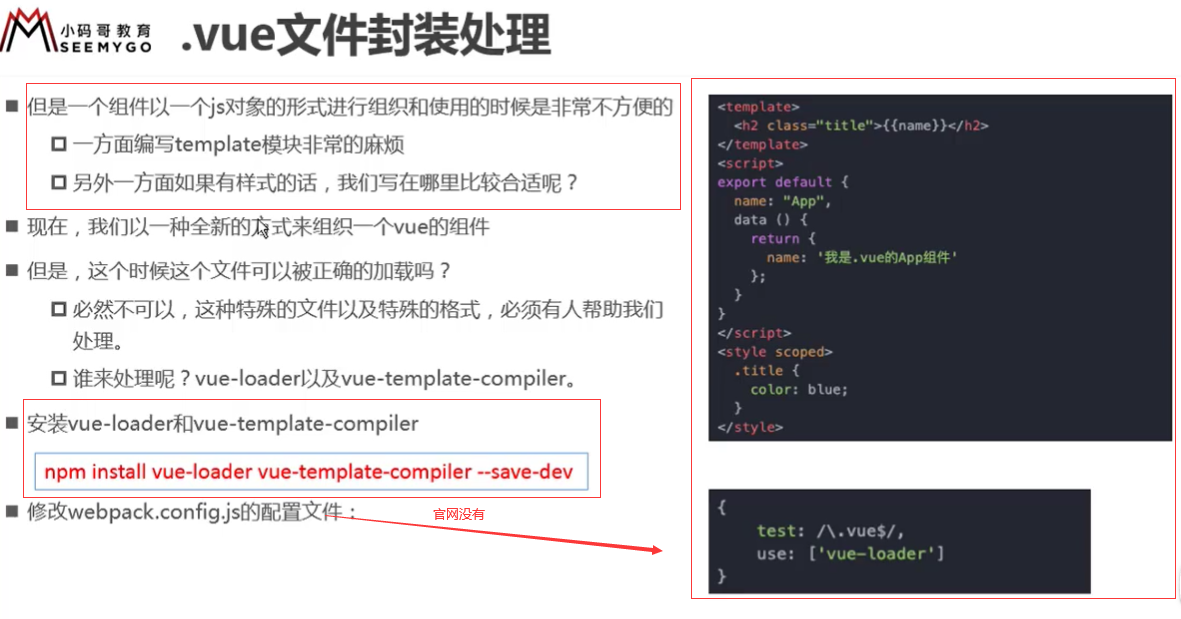 小码哥教育
SEEMYGO
.vue文件封装处理
但是一个组件以一个js对象的形式进行组织和使用的时候是非常不方便的
一方面编写template模块非常的麻烦
另外一方面如果有样式的话，我们写在哪里比较合适呢？
现在，我们以一种全新的方式来组织一个vue的组件
但是，这个时候这个文件可以被正确的加载吗？
必然不可以，这种特殊的文件以及特殊的格式，必须有人帮助我们
处理。
谁来处理呢？vue-loader以及vue-template-compiler。
安装vue-loader和vue-template-compiler
npm install vue-loader vue-template-compiler --save-dev
修改webpack.config.js的配置文件：
官网没有
<template>
  <h2 class="title">{{name}}</h2>
</template>
<script>
export default {
  name: "App",
  data () {
    return {
      name: '我是.vue的App组件'
    };
  }
}
</script>
<style scoped>
  .title {
    color: blue;
  }
</style>
{
    test: /\.vue$/,
    use: ['vue-loader']
}